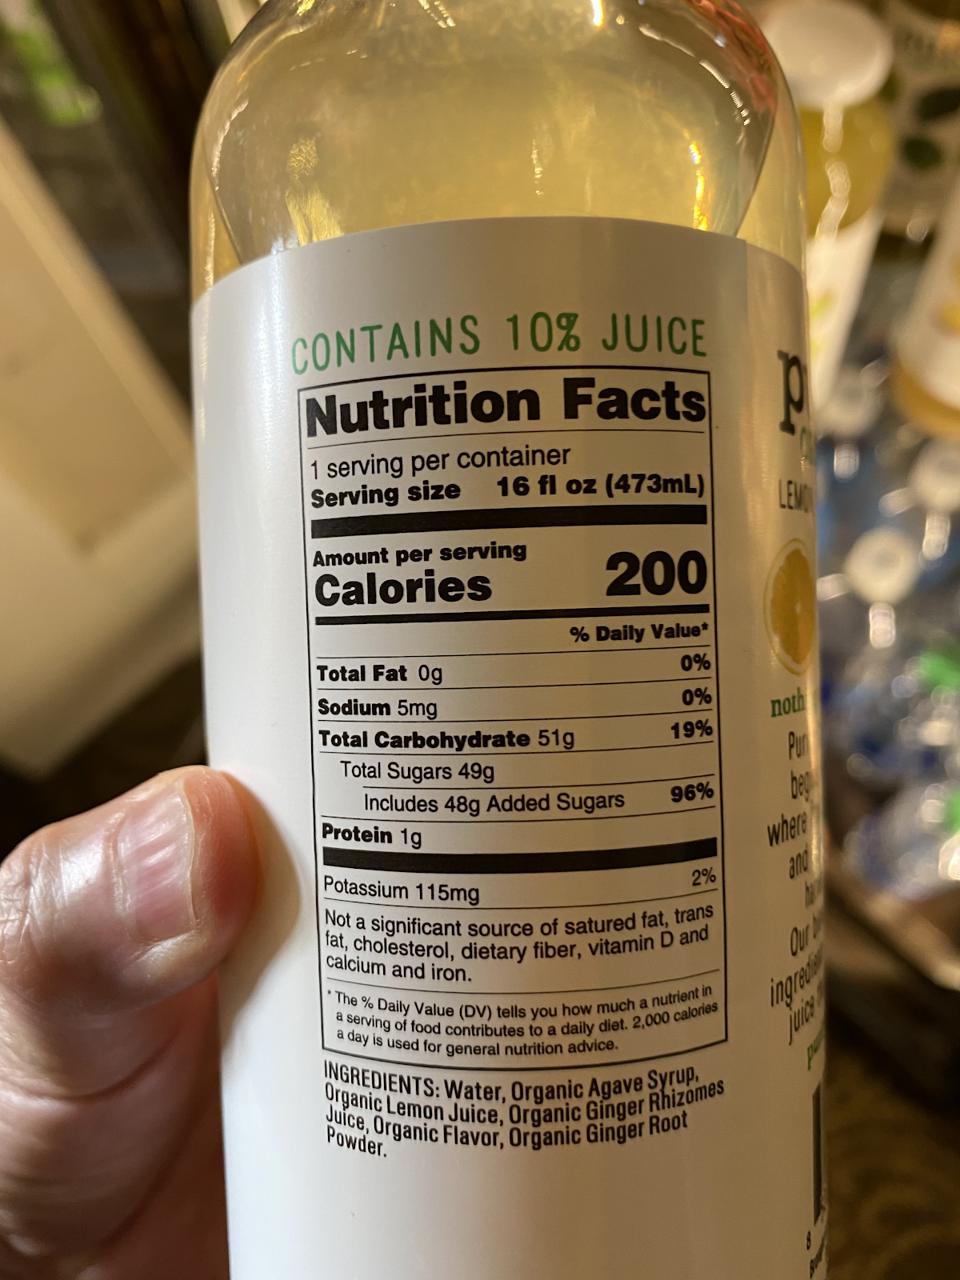 CONTAINS 10% JUICE
Nutrition Facts
1 serving per container
Serving size 16 fl oz (473mL)
Amount per serving
Calories 200
% Daily Value*
Total Fat 0g 0%
Sodium 5mg 0%
Total Carbohydrate 51g 19%
Total Sugars 49g
Includes 48g Added Sugars 96%
Protein 1g
Potassium 115mg 2%
Not a significant source of satured fat, trans
fat, cholesterol, dietary fiber, vitamin D and
calcium and iron.
* The % Daily Value (DV) tells you how much a nutrient in
a serving of food contributes to a daily diet. 2,000 calories
a day is used for general nutrition advice.
INGREDIENTS: Water, Organic Agave Syrup,
Organic Lemon Juice, Organic Ginger Rhizomes
Juice, Organic Flavor, Organic Ginger Root
Powder.
where
and
Our
juice
8